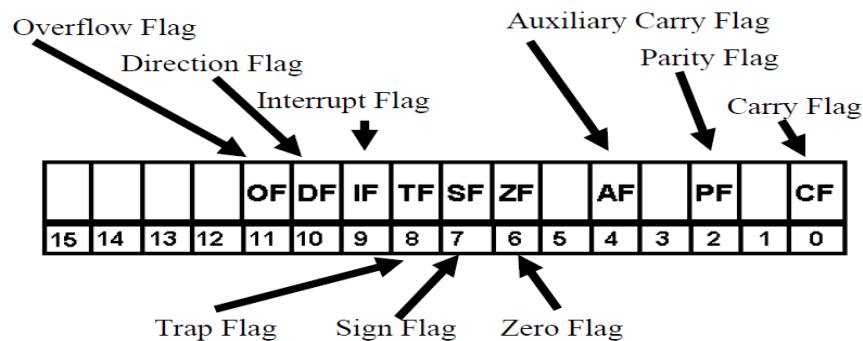 Overflow Flag
Auxiliary Carry Flag
Direction Flag
Parity Flag
Interrupt Flag
Carry Flag
OF DF IF TF SF ZF AF PF CF
15 14 13 12 11 10 9 8 7 6 5 4 3 2 1 0
Trap Flag
Sign Flag
Zero Flag